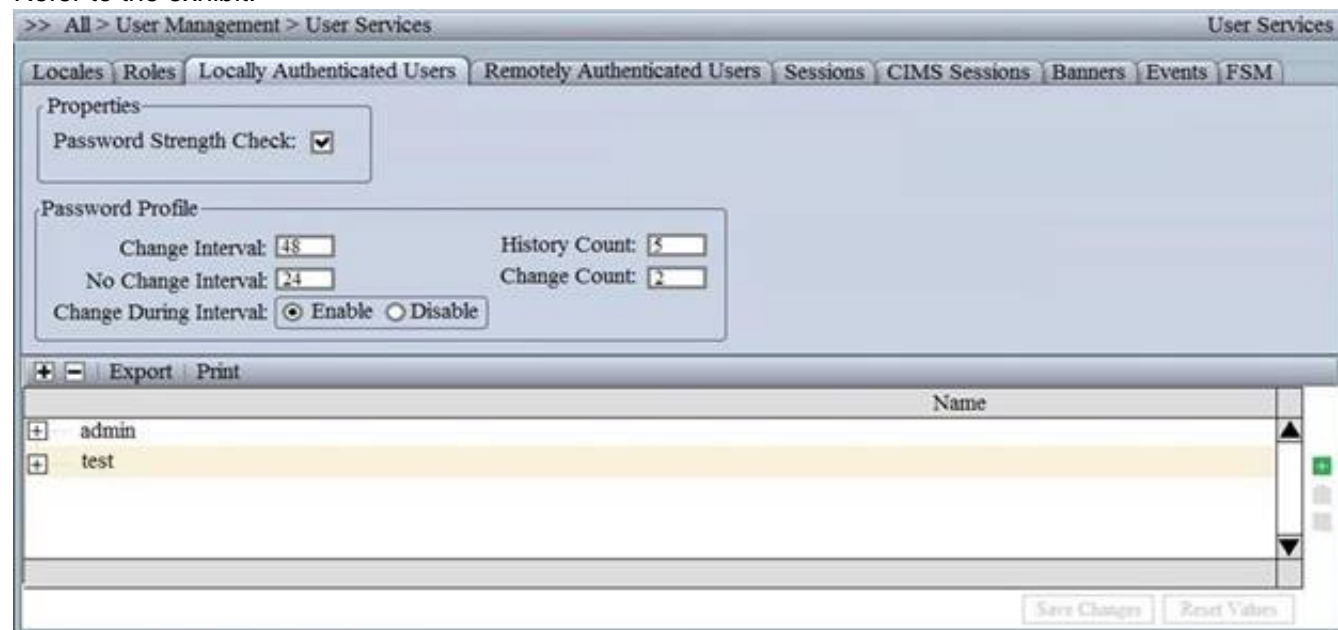 Refer to the exhibit.
>> All > User Management > User Services User Services
Locales Roles Locally Authenticated Users Remotely Authenticated Users Sessions CIMS Sessions Banners Events FSM
Properties
Password Strength Check:
Password Profile
Change Interval: 48 History Count: 5
No Change Interval: 24 Change Count: 2
Change During Interval: Enable Disable
Export Print
Name
admin
test
Save Changes Reset Values